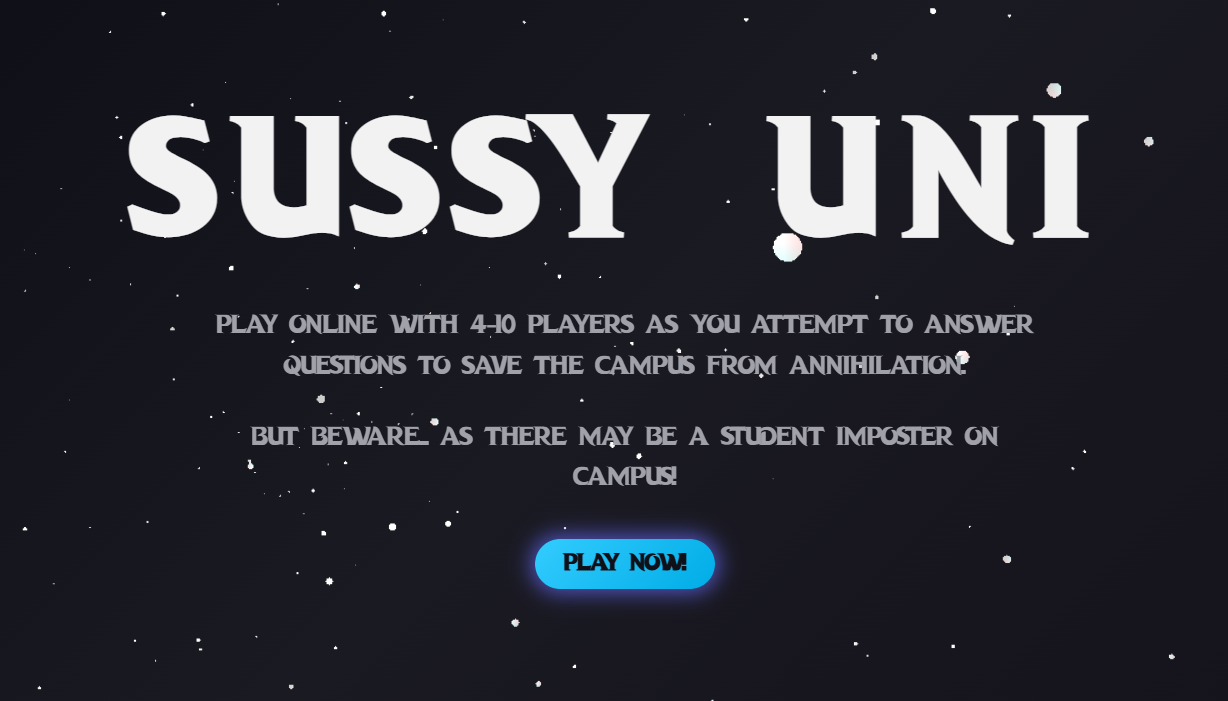 SUSSY UNI
PLAY ONLINE WITH 4-10 PLAYERS AS YOU ATTEMPT TO ANSWER
QUESTIONS TO SAVE THE CAMPUS FROM ANNIHILATION.
BUT BEWARE... AS THERE MAY BE A STUDENT IMPOSTER ON
CAMPUS!
PLAY NOW!